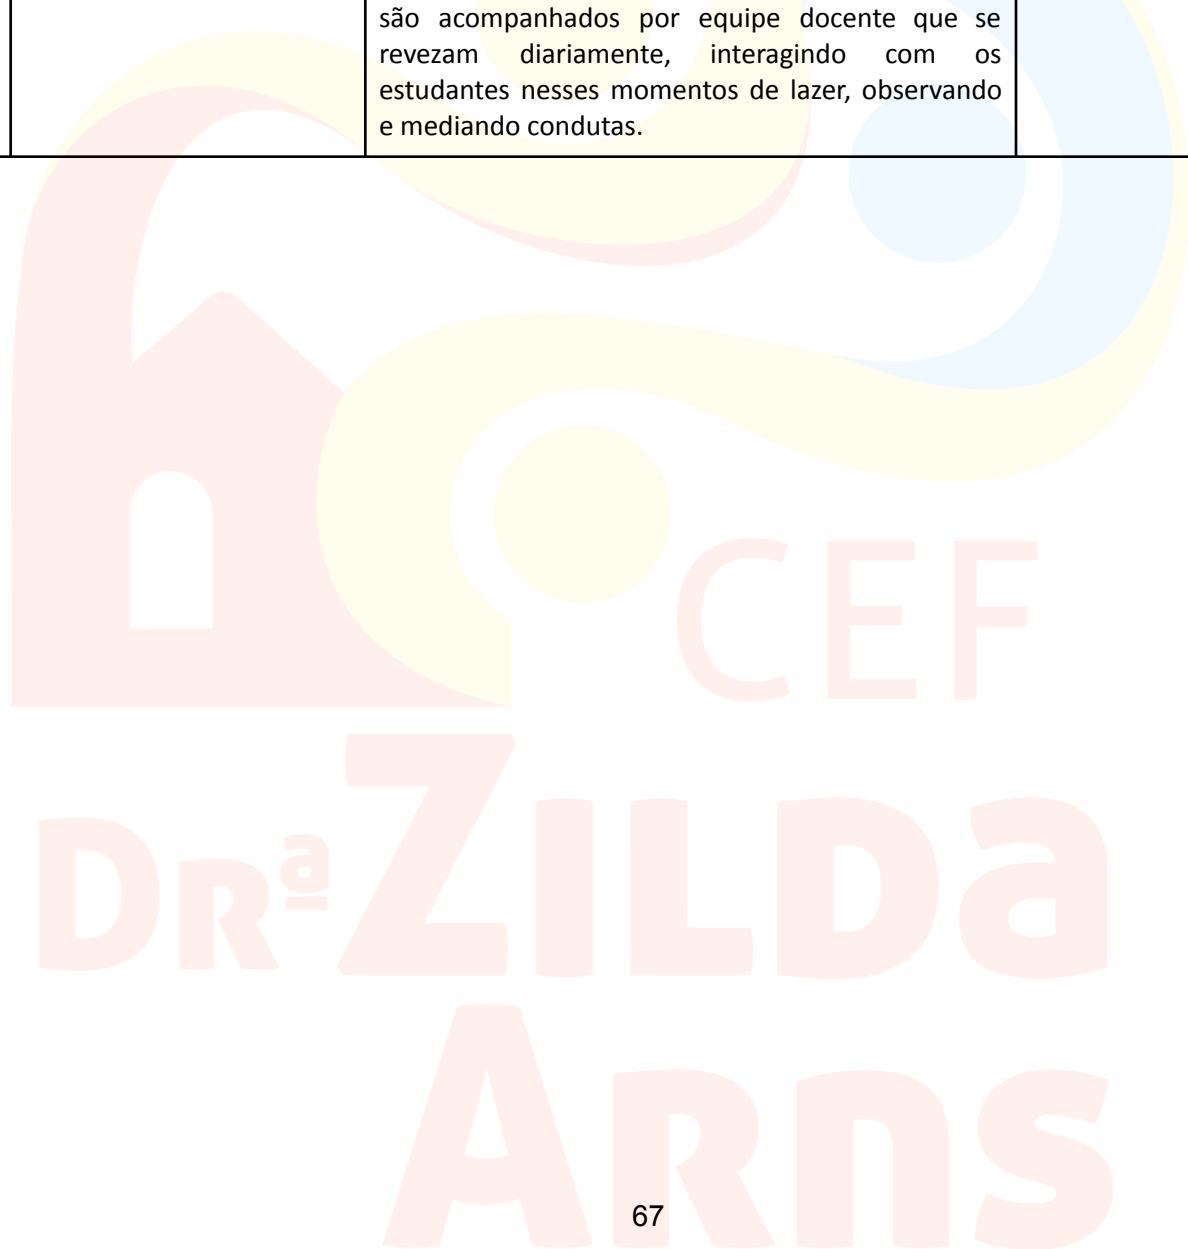 são acompanhados por equipe docente que se
revezam diariamente, interagindo com os
estudantes nesses momentos de lazer, observando
e mediando condutas.
CEF
DRª ZILDA
ARNS
67